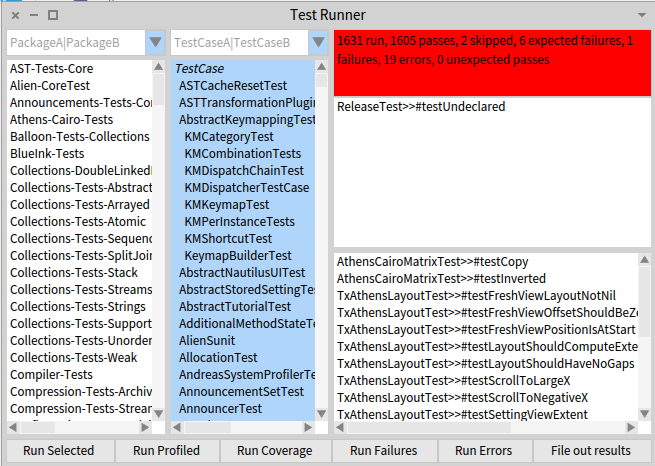 Test Runner
PackageA|PackageB
TestCaseA|TestCaseB
1631 run, 1605 passes, 2 skipped, 6 expected failures, 1
failures, 19 errors, 0 unexpected passes
AST-Tests-Core
Alien-CoreTest
Announcements-Tests-Co
Athens-Cairo-Tests
Balloon-Tests-Collections
BlueInk-Tests
Collections-DoubleLinked
Collections-Tests-Abstract
Collections-Tests-Arrayed
Collections-Tests-Atomic
Collections-Tests-Sequenc
Collections-Tests-SplitJoin
Collections-Tests-Stack
Collections-Tests-Streams
Collections-Tests-Strings
Collections-Tests-Support
Collections-Tests-Unorder
Collections-Tests-Weak
Compiler-Tests
Compression-Tests-Archiv
Compression-Tests-Strear
TestCase
ASTCacheResetTest
ASTTransformationPlugin
AbstractKeymappingTest
KMCategoryTest
KMCombinationTests
KMDispatchChainTest
KMDispatcherTestCase
KMKeymapTest
KMPerInstanceTests
KMShortcutTest
KeymapBuilderTest
AbstractNautilusUITest
AbstractStoredSettingTes
AbstractTutorialTest
AdditionalMethodStateTe
AlienSunit
AllocationTest
AndreasSystemProfilerTe
AnnouncementSetTest
AnnouncerTest
ReleaseTest>>#testUndeclared
AthensCairoMatrixTest>>#testCopy
AthensCairoMatrixTest>>#testInverted
TxAthensLayoutTest>>#testFreshViewLayoutNotNil
TxAthensLayoutTest>>#testFreshViewOffsetShouldBeZe
TxAthensLayoutTest>>#testFreshViewPositionIsAtStart
TxAthensLayoutTest>>#testLayoutShouldComputeExte
TxAthensLayoutTest>>#testLayoutShouldHaveNoGaps
TxAthensLayoutTest>>#testScrollToLargeX
TxAthensLayoutTest>>#testScrollToNegativeX
TxAthensLayoutTest>>#testSettingViewExtent
Run Selected
Run Profiled
Run Coverage
Run Failures
Run Errors
File out results